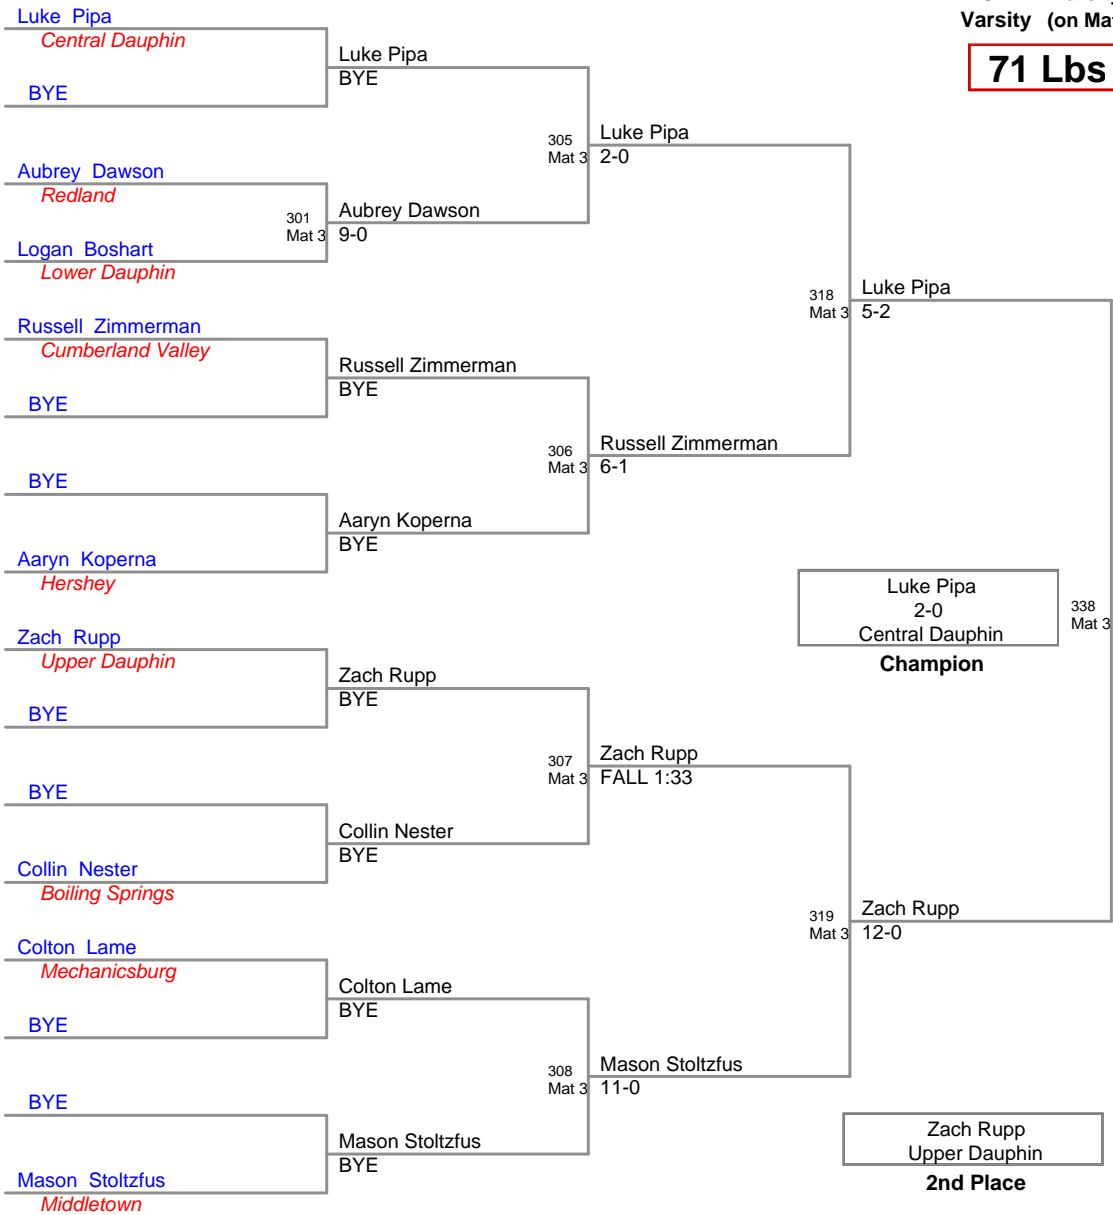 Varsity (on
71 Lbs
Luke Pipa
Central Dauphin
BYE
Aubrey Dawson
Redland
Logan Boshart
Lower Dauphin
Russell Zimmerman
Cumberland Valley
BYE
BYE
Aaryn Koperna
Hershey
Zach Rupp
Upper Dauphin
BYE
BYE
Collin Nester
Boiling Springs
Colton Lame
Mechanicsburg
BYE
BYE
Mason Stoltzfus
Middletown
Luke Pipa
BYE
301
Mat 3
Aubrey Dawson
9-0
Russell Zimmerman
BYE
Aaryn Koperna
BYE
Zach Rupp
BYE
Collin Nester
BYE
Colton Lame
BYE
Mason Stoltzfus
BYE
305
Mat 3
Luke Pipa
2-0
306
Mat 3
Russell Zimmerman
6-1
307
Mat 3
Zach Rupp
FALL 1:33
308
Mat 3
Mason Stoltzfus
11-0
318
Mat 3
Luke Pipa
5-2
319
Mat 3
Zach Rupp
12-0
Luke Pipa
2-0
Central Dauphin
Champion
338
Mat 3
Zach Rupp
Upper Dauphin
2nd Place